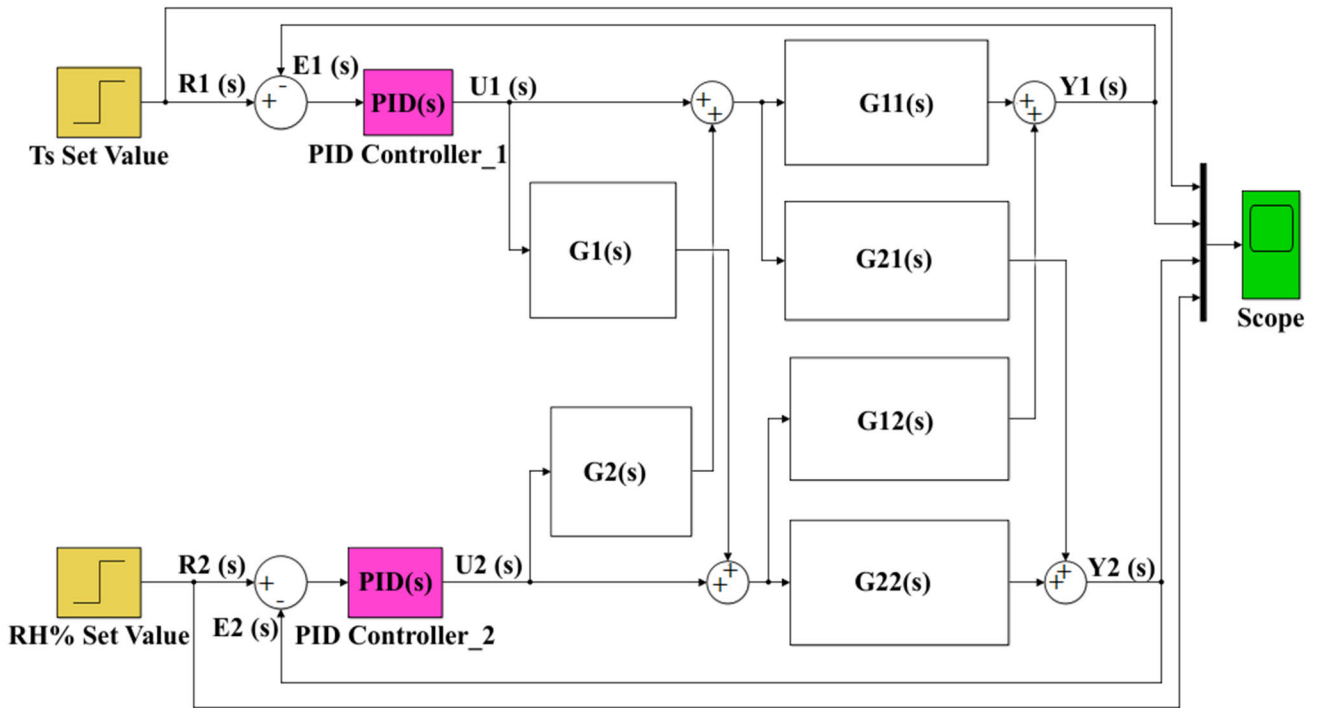 R1 (s)
E1 (s)
-
+
PID(s)
U1 (s)
+
+
G11(s)
+
+
Y1 (s)
Ts Set Value
PID Controller_1
G1(s)
G21(s)
Scope
G12(s)
G2(s)
R2 (s)
+
-
PID(s)
U2 (s)
+
+
G22(s)
+
+
Y2 (s)
RH% Set Value
E2 (s)
PID Controller_2